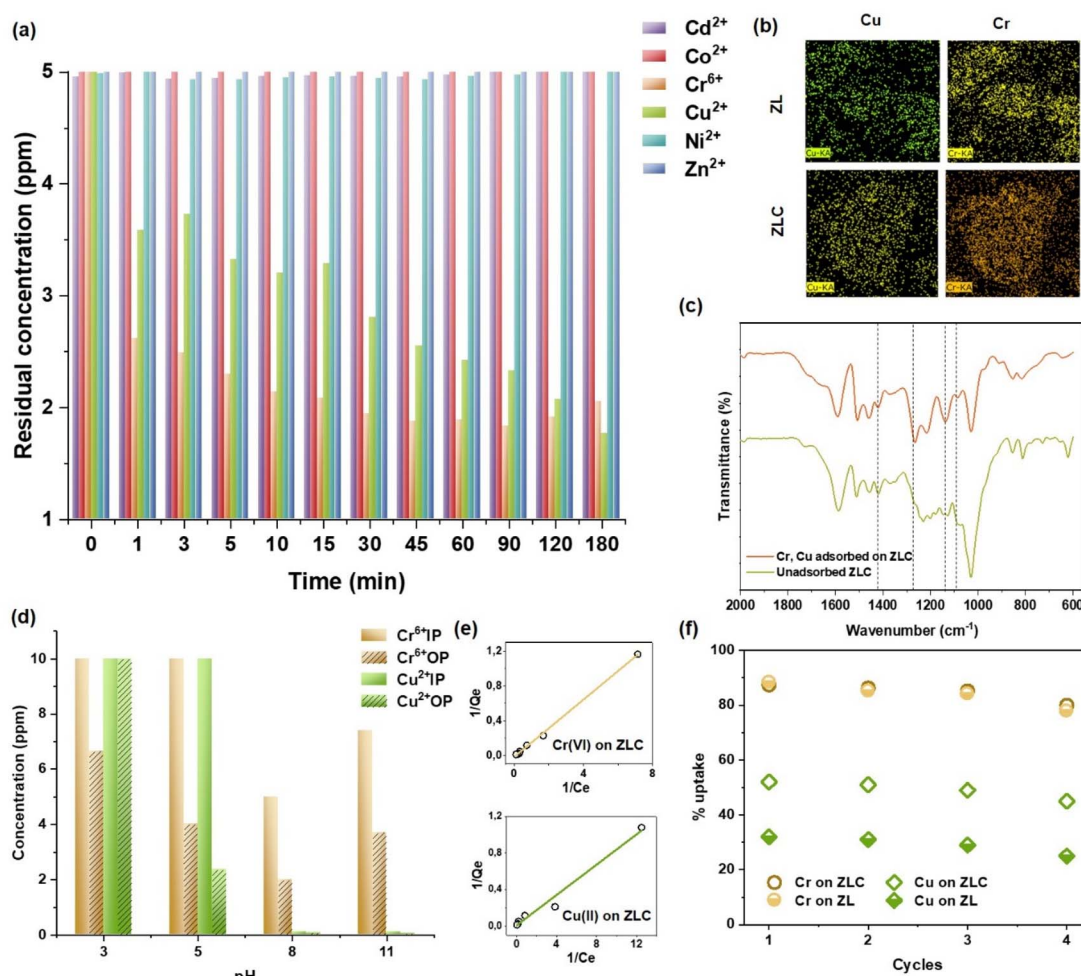 (a)
Residual concentration (ppm)
5
4
3
2
1
0 1 3 5 10 15 30 45 60 90 120 180
Time (min)
Cd²⁺
Co²⁺
Cr⁶⁺
Cu²⁺
Ni²⁺
Zn²⁺
(b)
Cu Cr
ZL
Cu-KA Cr-KA
ZLC
Cu-KA Cr-KA
(c)
Transmittance (%)
Cr, Cu adsorbed on ZLC
Unadsorbed ZLC
2000 1800 1600 1400 1200 1000 800 600
Wavenumber (cm⁻¹)
(d)
Concentration (ppm)
10
8
6
4
2
0
3 5 8 11
pH
Cr⁶⁺IP
Cr⁶⁺OP
Cu²⁺IP
Cu²⁺OP
(e)
1/Qe
1,2
0,8
0,4
0,0
Cr(VI) on ZLC
0 4 8
1/Ce
1/Qe
1,2
0,8
0,4
0,0
Cu(II) on ZLC
0 4 8 12
1/Ce
(f)
% uptake
100
80
60
40
20
0
Cr on ZLC Cu on ZLC
Cr on ZL Cu on ZL
1 2 3 4
Cycles